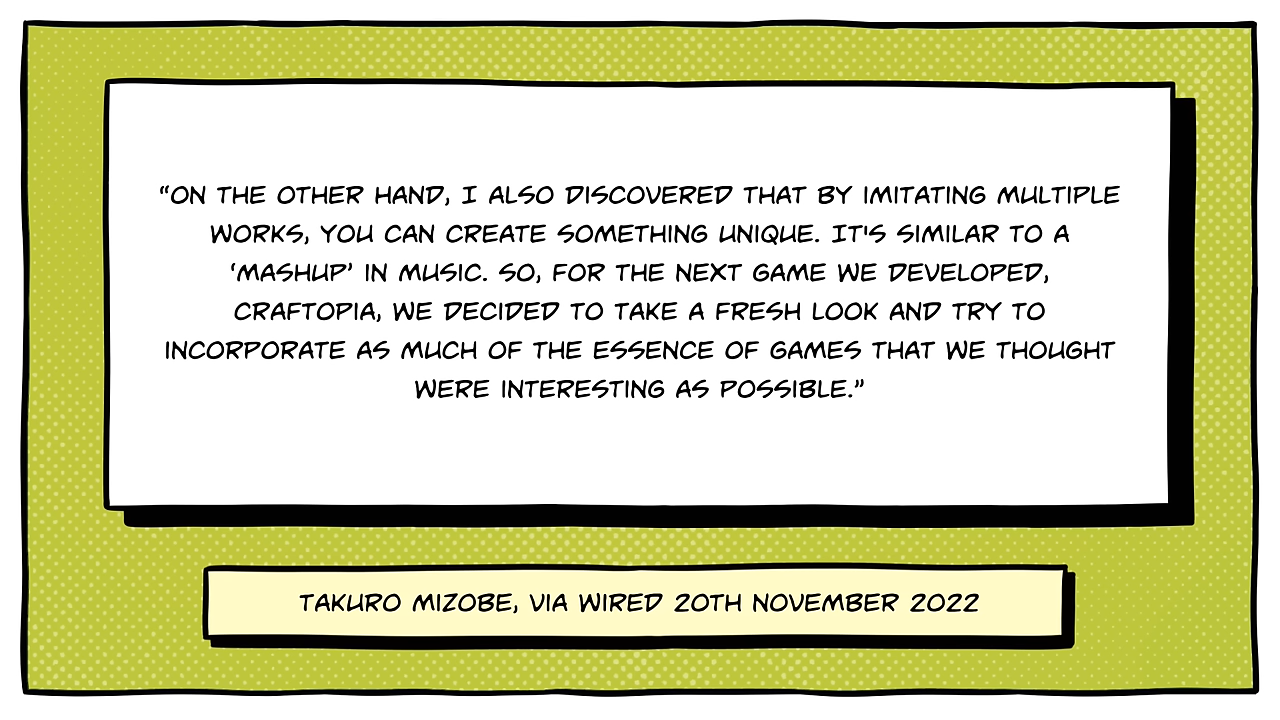 “ON THE OTHER HAND, I ALSO DISCOVERED THAT BY IMITATING MULTIPLE
WORKS, YOU CAN CREATE SOMETHING UNIQUE. IT'S SIMILAR TO A
‘MASHUP’ IN MUSIC. SO, FOR THE NEXT GAME WE DEVELOPED,
CRAFTOPIA, WE DECIDED TO TAKE A FRESH LOOK AND TRY TO
INCORPORATE AS MUCH OF THE ESSENCE OF GAMES THAT WE THOUGHT
WERE INTERESTING AS POSSIBLE.”
TAKURO MIZOBE, VIA WIRED 20TH NOVEMBER 2022